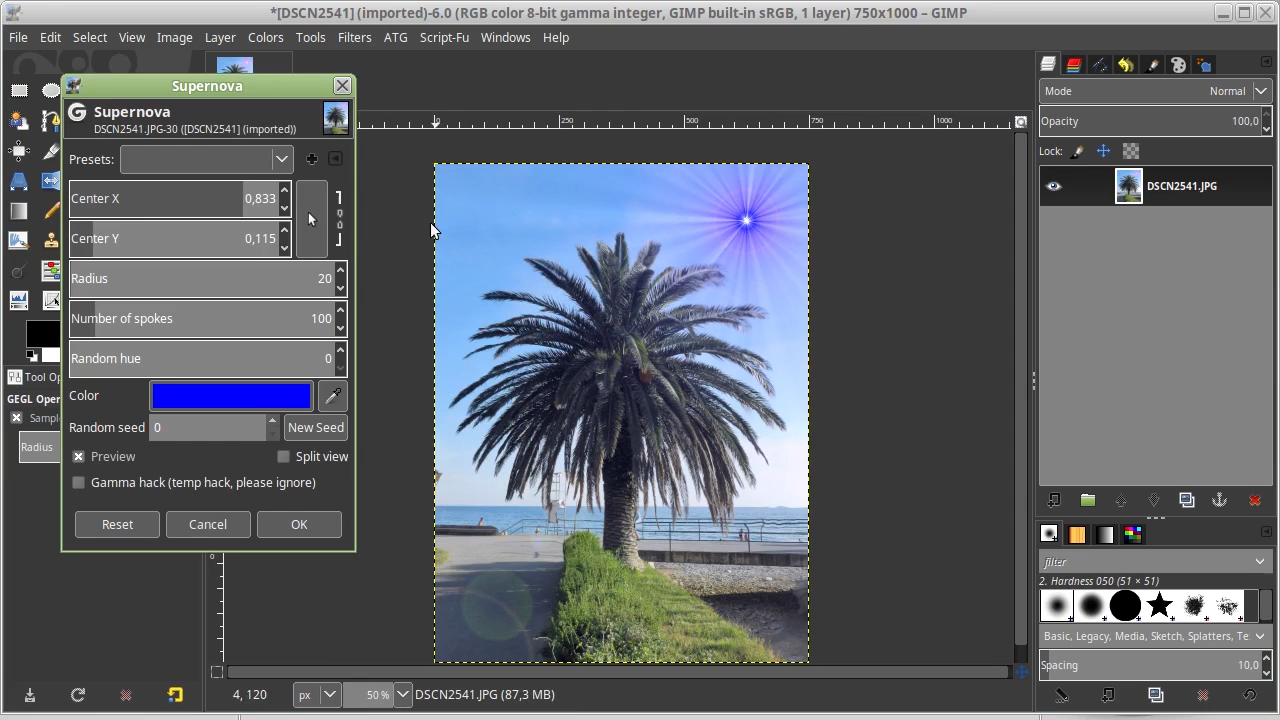 *[DSCN2541] (imported)-6.0 (RGB color 8-bit gamma integer, GIMP built-in sRGB, 1 layer) 750x1000 – GIMP
File Edit Select View Image Layer Colors Tools Filters ATG Script-Fu Windows Help
Supernova
Supernova
DSCN2541.JPG-30 ([DSCN2541] (imported))
Presets:
Center X 0,833
Center Y 0,115
Radius 20
Number of spokes 100
Random hue 0
Color
Random seed 0 New Seed
Preview Split view
Gamma hack (temp hack, please ignore)
Reset Cancel OK
Tool Op
GEGL Oper
Sampl
Radius
0 250 500 750 1000
0
4, 120 px 50 % DSCN2541.JPG (87,3 MB)
Mode Normal
Opacity 100,0
Lock:
DSCN2541.JPG
filter
2. Hardness 050 (51 × 51)
Basic, Legacy, Media, Sketch, Splatters, Te
Spacing 10,0